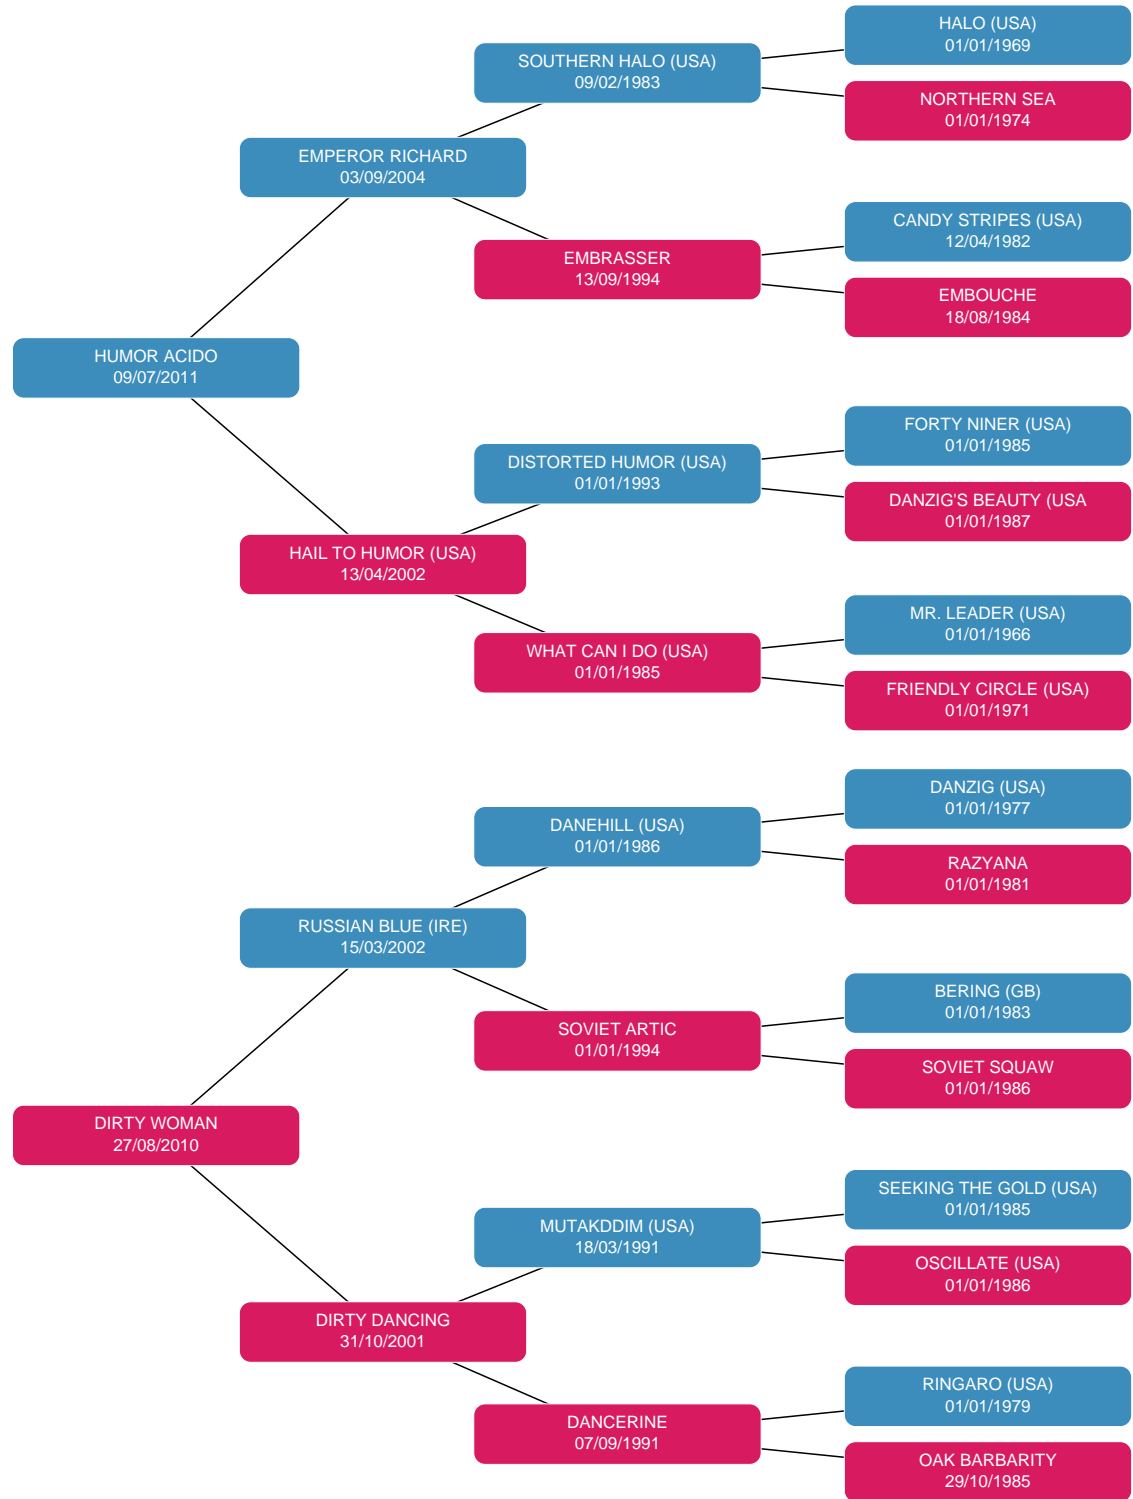 HALO (USA)
01/01/1969
SOUTHERN HALO (USA)
09/02/1983
NORTHERN SEA
01/01/1974
EMPEROR RICHARD
03/09/2004
CANDY STRIPES (USA)
12/04/1982
EMBRASSER
13/09/1994
EMBOUCHE
18/08/1984
HUMOR ACIDO
09/07/2011
FORTY NINER (USA)
01/01/1985
DISTORTED HUMOR (USA)
01/01/1993
DANZIG'S BEAUTY (USA
01/01/1987
HAIL TO HUMOR (USA)
13/04/2002
MR. LEADER (USA)
01/01/1966
WHAT CAN I DO (USA)
01/01/1985
FRIENDLY CIRCLE (USA)
01/01/1971
DANZIG (USA)
01/01/1977
DANEHILL (USA)
01/01/1986
RAZYANA
01/01/1981
RUSSIAN BLUE (IRE)
15/03/2002
BERING (GB)
01/01/1983
SOVIET ARTIC
01/01/1994
SOVIET SQUAW
01/01/1986
DIRTY WOMAN
27/08/2010
SEEKING THE GOLD (USA)
01/01/1985
MUTAKDDIM (USA)
18/03/1991
OSCILLATE (USA)
01/01/1986
DIRTY DANCING
31/10/2001
RINGARO (USA)
01/01/1979
DANCERINE
07/09/1991
OAK BARBARITY
29/10/1985